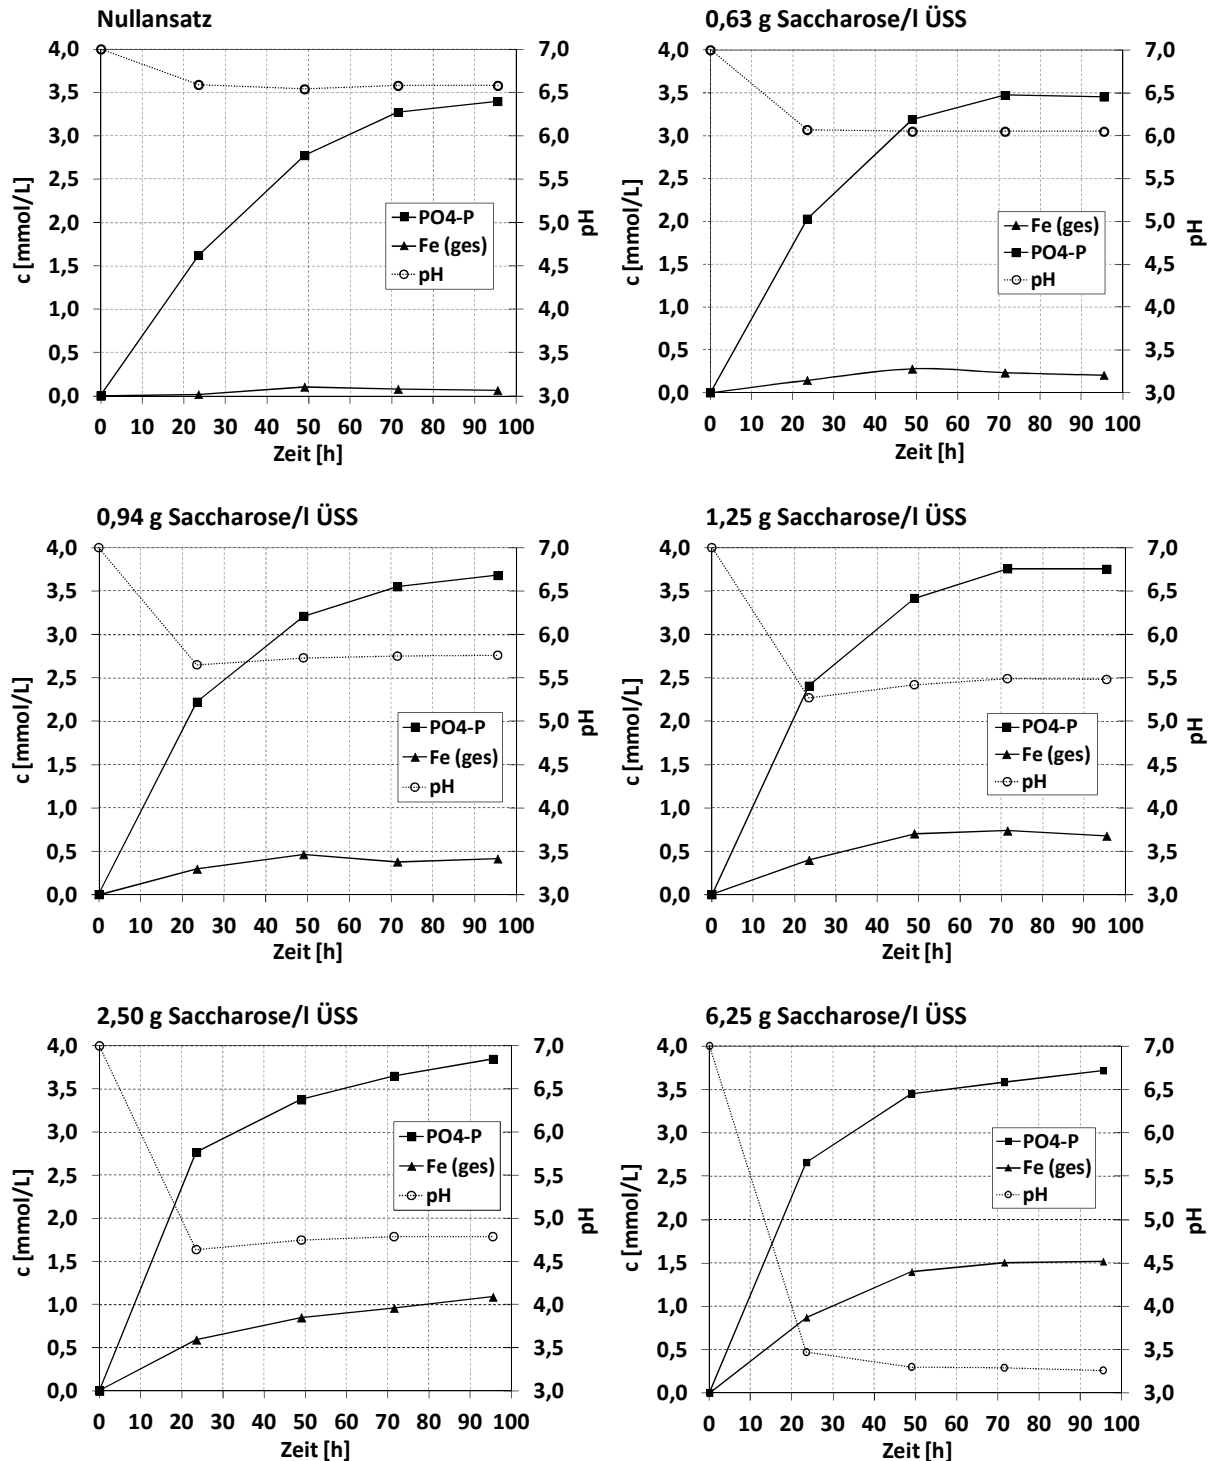 Nullansatz
4,0 7,0
3,5 6,5
3,0 6,0
2,5 5,5
2,0 5,0
1,5 4,5
1,0 4,0
0,5 3,5
0,0 3,0
c [mmol/L]
pH
PO4-P
Fe (ges)
pH
0 10 20 30 40 50 60 70 80 90 100
Zeit [h]
0,63 g Saccharose/l ÜSS
4,0 7,0
3,5 6,5
3,0 6,0
2,5 5,5
2,0 5,0
1,5 4,5
1,0 4,0
0,5 3,5
0,0 3,0
c [mmol/L]
pH
Fe (ges)
PO4-P
pH
0 10 20 30 40 50 60 70 80 90 100
Zeit [h]
0,94 g Saccharose/l ÜSS
4,0 7,0
3,5 6,5
3,0 6,0
2,5 5,5
2,0 5,0
1,5 4,5
1,0 4,0
0,5 3,5
0,0 3,0
c [mmol/L]
pH
PO4-P
Fe (ges)
pH
0 10 20 30 40 50 60 70 80 90 100
Zeit [h]
1,25 g Saccharose/l ÜSS
4,0 7,0
3,5 6,5
3,0 6,0
2,5 5,5
2,0 5,0
1,5 4,5
1,0 4,0
0,5 3,5
0,0 3,0
c [mmol/L]
pH
PO4-P
Fe (ges)
pH
0 10 20 30 40 50 60 70 80 90 100
Zeit [h]
2,50 g Saccharose/l ÜSS
4,0 7,0
3,5 6,5
3,0 6,0
2,5 5,5
2,0 5,0
1,5 4,5
1,0 4,0
0,5 3,5
0,0 3,0
c [mmol/L]
pH
PO4-P
Fe (ges)
pH
0 10 20 30 40 50 60 70 80 90 100
Zeit [h]
6,25 g Saccharose/l ÜSS
4,0 7,0
3,5 6,5
3,0 6,0
2,5 5,5
2,0 5,0
1,5 4,5
1,0 4,0
0,5 3,5
0,0 3,0
c [mmol/L]
pH
PO4-P
Fe (ges)
pH
0 10 20 30 40 50 60 70 80 90 100
Zeit [h]